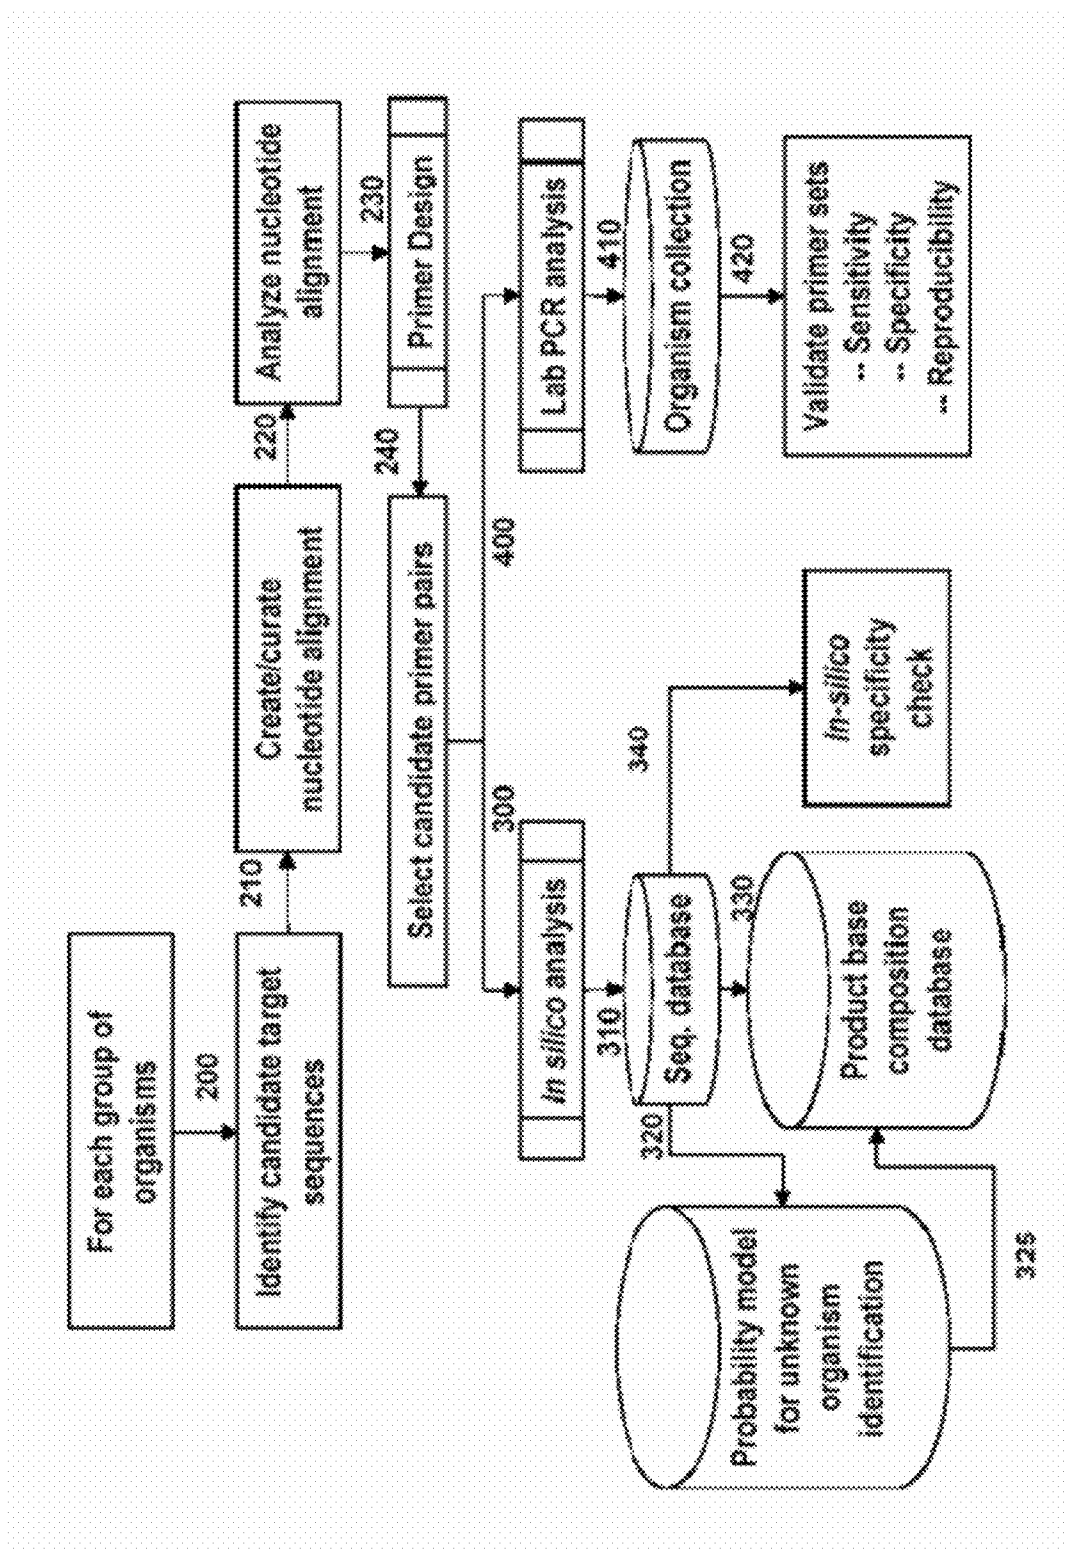 For each group of
organisms
200
Identify candidate target
sequences
210
Create/curate
nucleotide alignment
220
Analyze nucleotide
alignment
230
Primer Design
240
Select candidate primer pairs
300
400
In silico analysis
Lab PCR analysis
310
410
Seq. database
Organism collection
320
330
340
420
Probability model
for unknown
organism
identification
325
Product base
composition
database
In-silico
specificity
check
Validate primer sets
-- Sensitivity
-- Specificity
-- Reproducibility